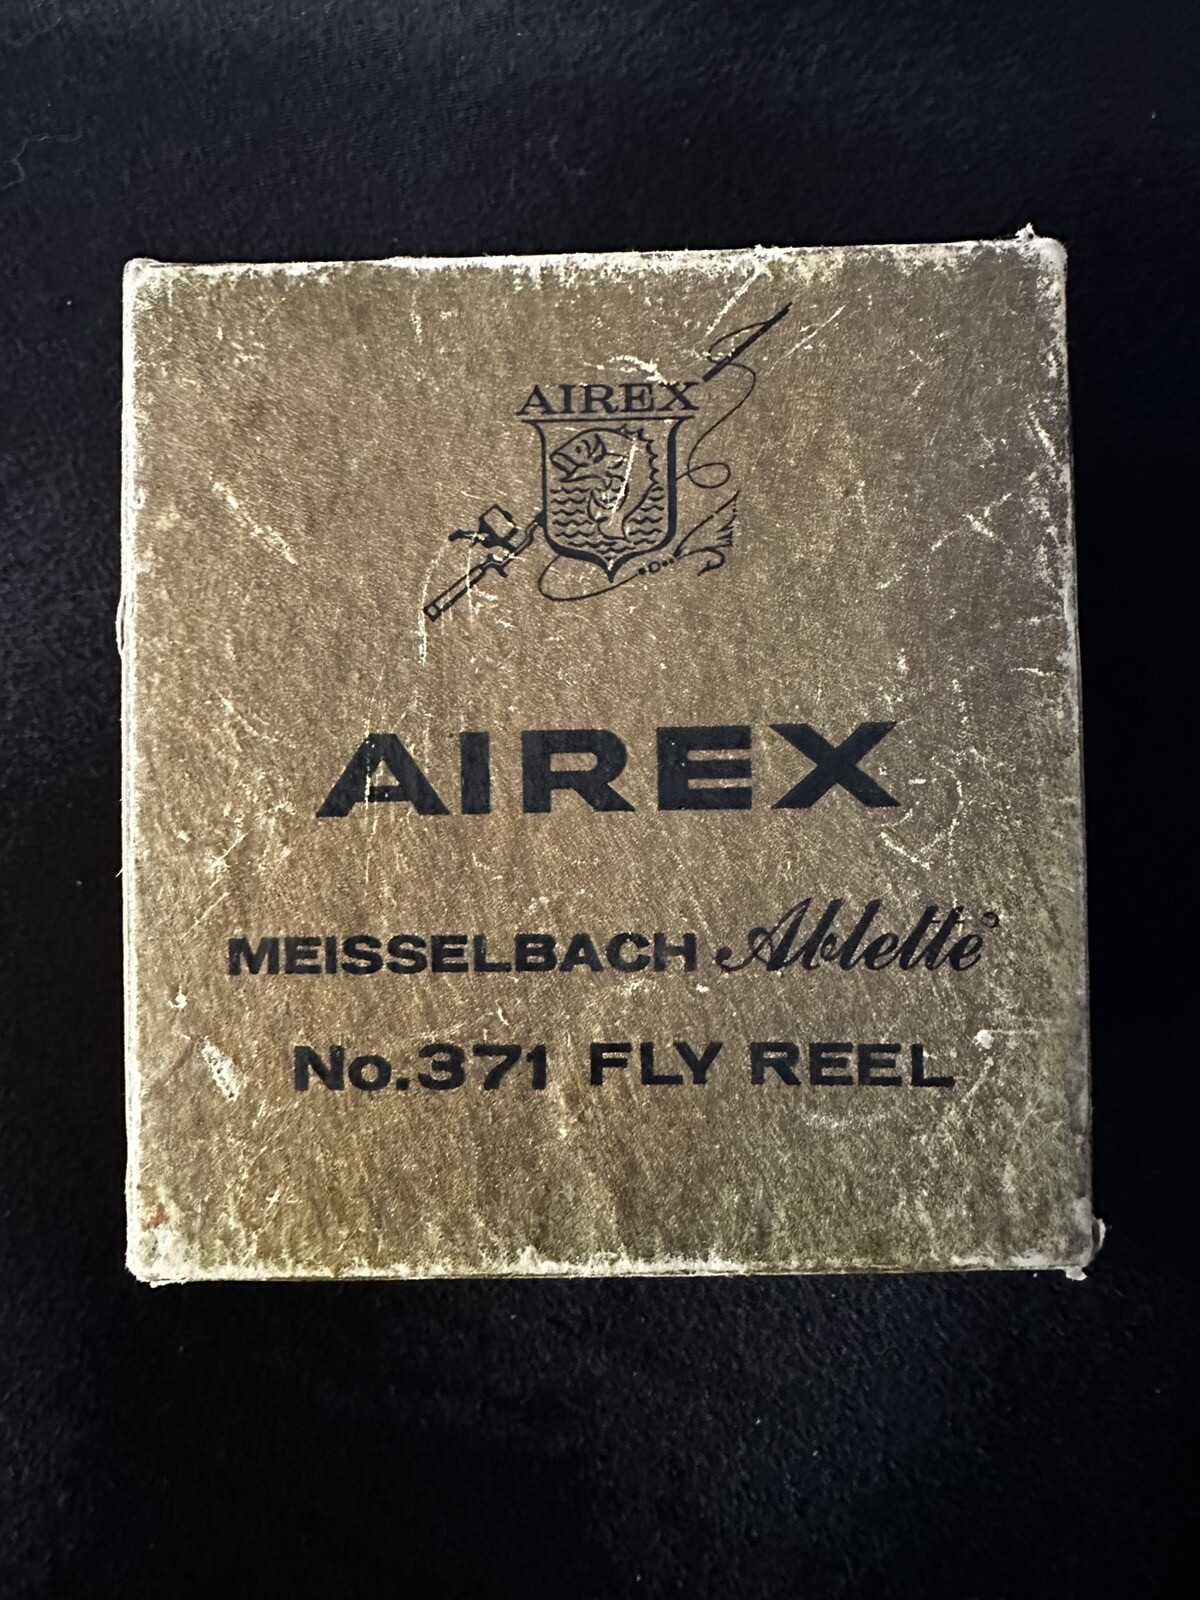 AIREX
AIREX
MEISSELBACH Ablette
No.371 FLY REEL